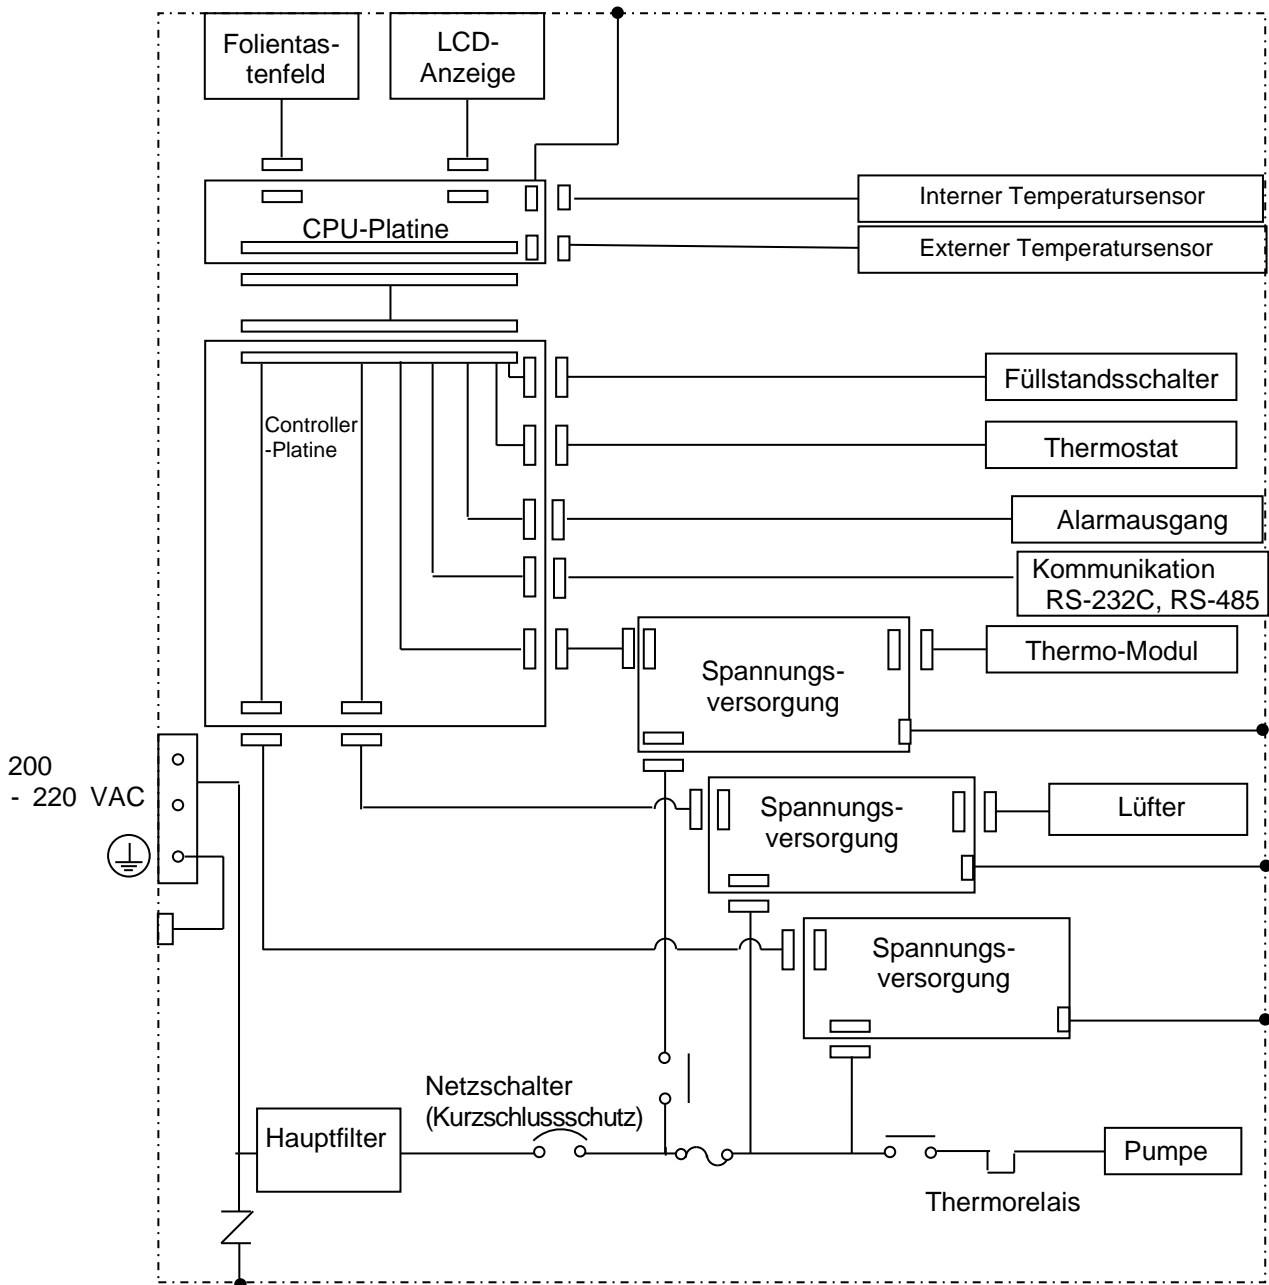 Folientas-
tenfeld
LCD-
Anzeige
CPU-Platine
Interner Temperatursensor
Externer Temperatursensor
Controller
-Platine
Füllstandsschalter
Thermostat
Alarmausgang
Kommunikation
RS-232C, RS-485
Spannungs-
versorgung
Thermo-Modul
200
- 220 VAC
Spannungs-
versorgung
Lüfter
Spannungs-
versorgung
Netzschalter
(Kurzschlussschutz)
Hauptfilter
Pumpe
Thermorelais